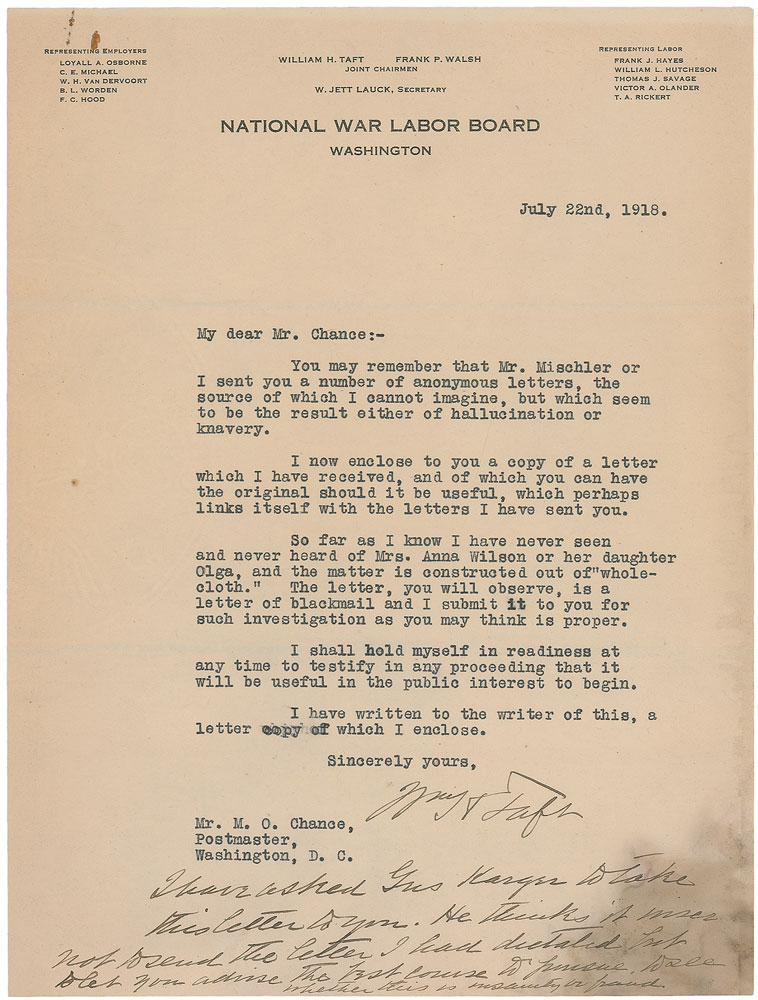 REPRESENTING EMPLOYERS
LOYALL A. OSBORNE
C. E. MICHAEL
W. H. VAN DERVOORT
B. L. WORDEN
F. C. HOOD
WILLIAM H. TAFT FRANK P. WALSH
JOINT CHAIRMEN
W. JETT LAUCK, SECRETARY
REPRESENTING LABOR
FRANK J. HAYES
WILLIAM L. HUTCHESON
THOMAS J. SAVAGE
VICTOR A. OLANDER
T. A. RICKERT
NATIONAL WAR LABOR BOARD
WASHINGTON
July 22nd, 1918.
My dear Mr. Chance:-
You may remember that Mr. Mischler or
I sent you a number of anonymous letters, the
source of which I cannot imagine, but which seem
to be the result either of hallucination or
knavery.
I now enclose to you a copy of a letter
which I have received, and of which you can have
the original should it be useful, which perhaps
links itself with the letters I have sent you.
So far as I know I have never seen
and never heard of Mrs. Anna Wilson or her daughter
Olga, and the matter is constructed out of"whole-
cloth." The letter, you will observe, is a
letter of blackmail and I submit it to you for
such investigation as you may think is proper.
I shall hold myself in readiness at
any time to testify in any proceeding that it
will be useful in the public interest to begin.
I have written to the writer of this, a
letter copy of which I enclose.
Sincerely yours,
Wm H Taft
Mr. M. O. Chance,
Postmaster,
Washington, D. C.
I have asked Gus Karger to take
this letter to you. He thinks it wiser
not to send the letter I had dictated but
to let you advise the best course to pursue, to see
whether this is insanity or fraud.